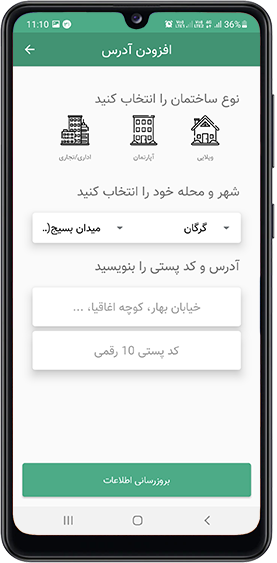 11:10 36%
افزودن آدرس
نوع ساختمان را انتخاب کنید
ویلایی آپارتمان اداری/تجاری
شهر و محله خود را انتخاب کنید
گرگان میدان بسیج(..
آدرس و کد پستی را بنویسید
خیابان بهار، کوچه اقاقیا، ...
کد پستی 10 رقمی
بروزرسانی اطلاعات